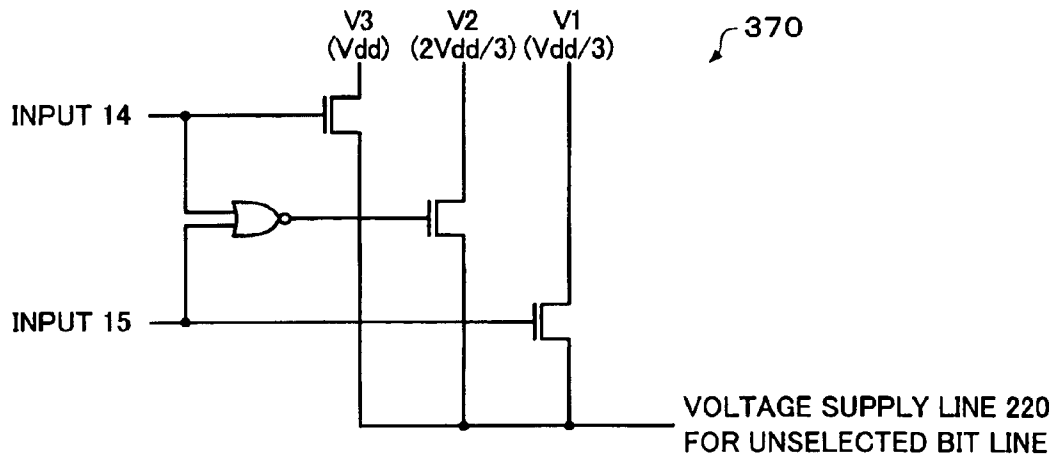 V3 V2 V1
(Vdd) (2Vdd/3) (Vdd/3)
370
INPUT 14
INPUT 15
VOLTAGE SUPPLY LINE 220
FOR UNSELECTED BIT LINE